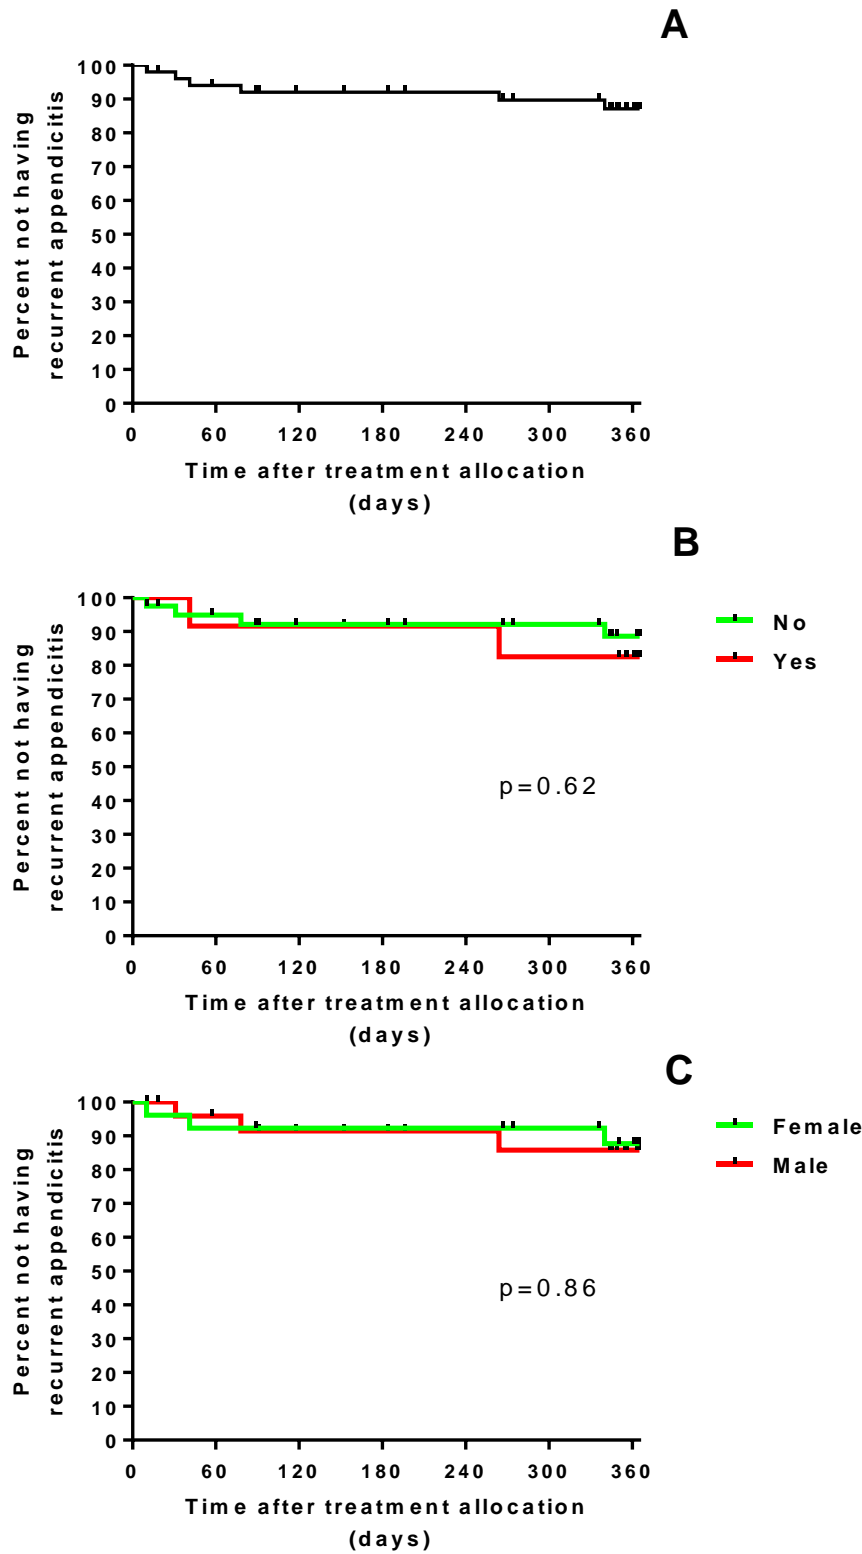 A
100
90
80
70
60
50
40
30
20
10
0
Percent not having
recurrent appendicitis
0 60 120 180 240 300 360
Time after treatment allocation
(days)
B
100
90
80
70
60
50
40
30
20
10
0
Percent not having
recurrent appendicitis
No
Yes
p=0.62
0 60 120 180 240 300 360
Time after treatment allocation
(days)
C
100
90
80
70
60
50
40
30
20
10
0
Percent not having
recurrent appendicitis
Female
Male
p=0.86
0 60 120 180 240 300 360
Time after treatment allocation
(days)